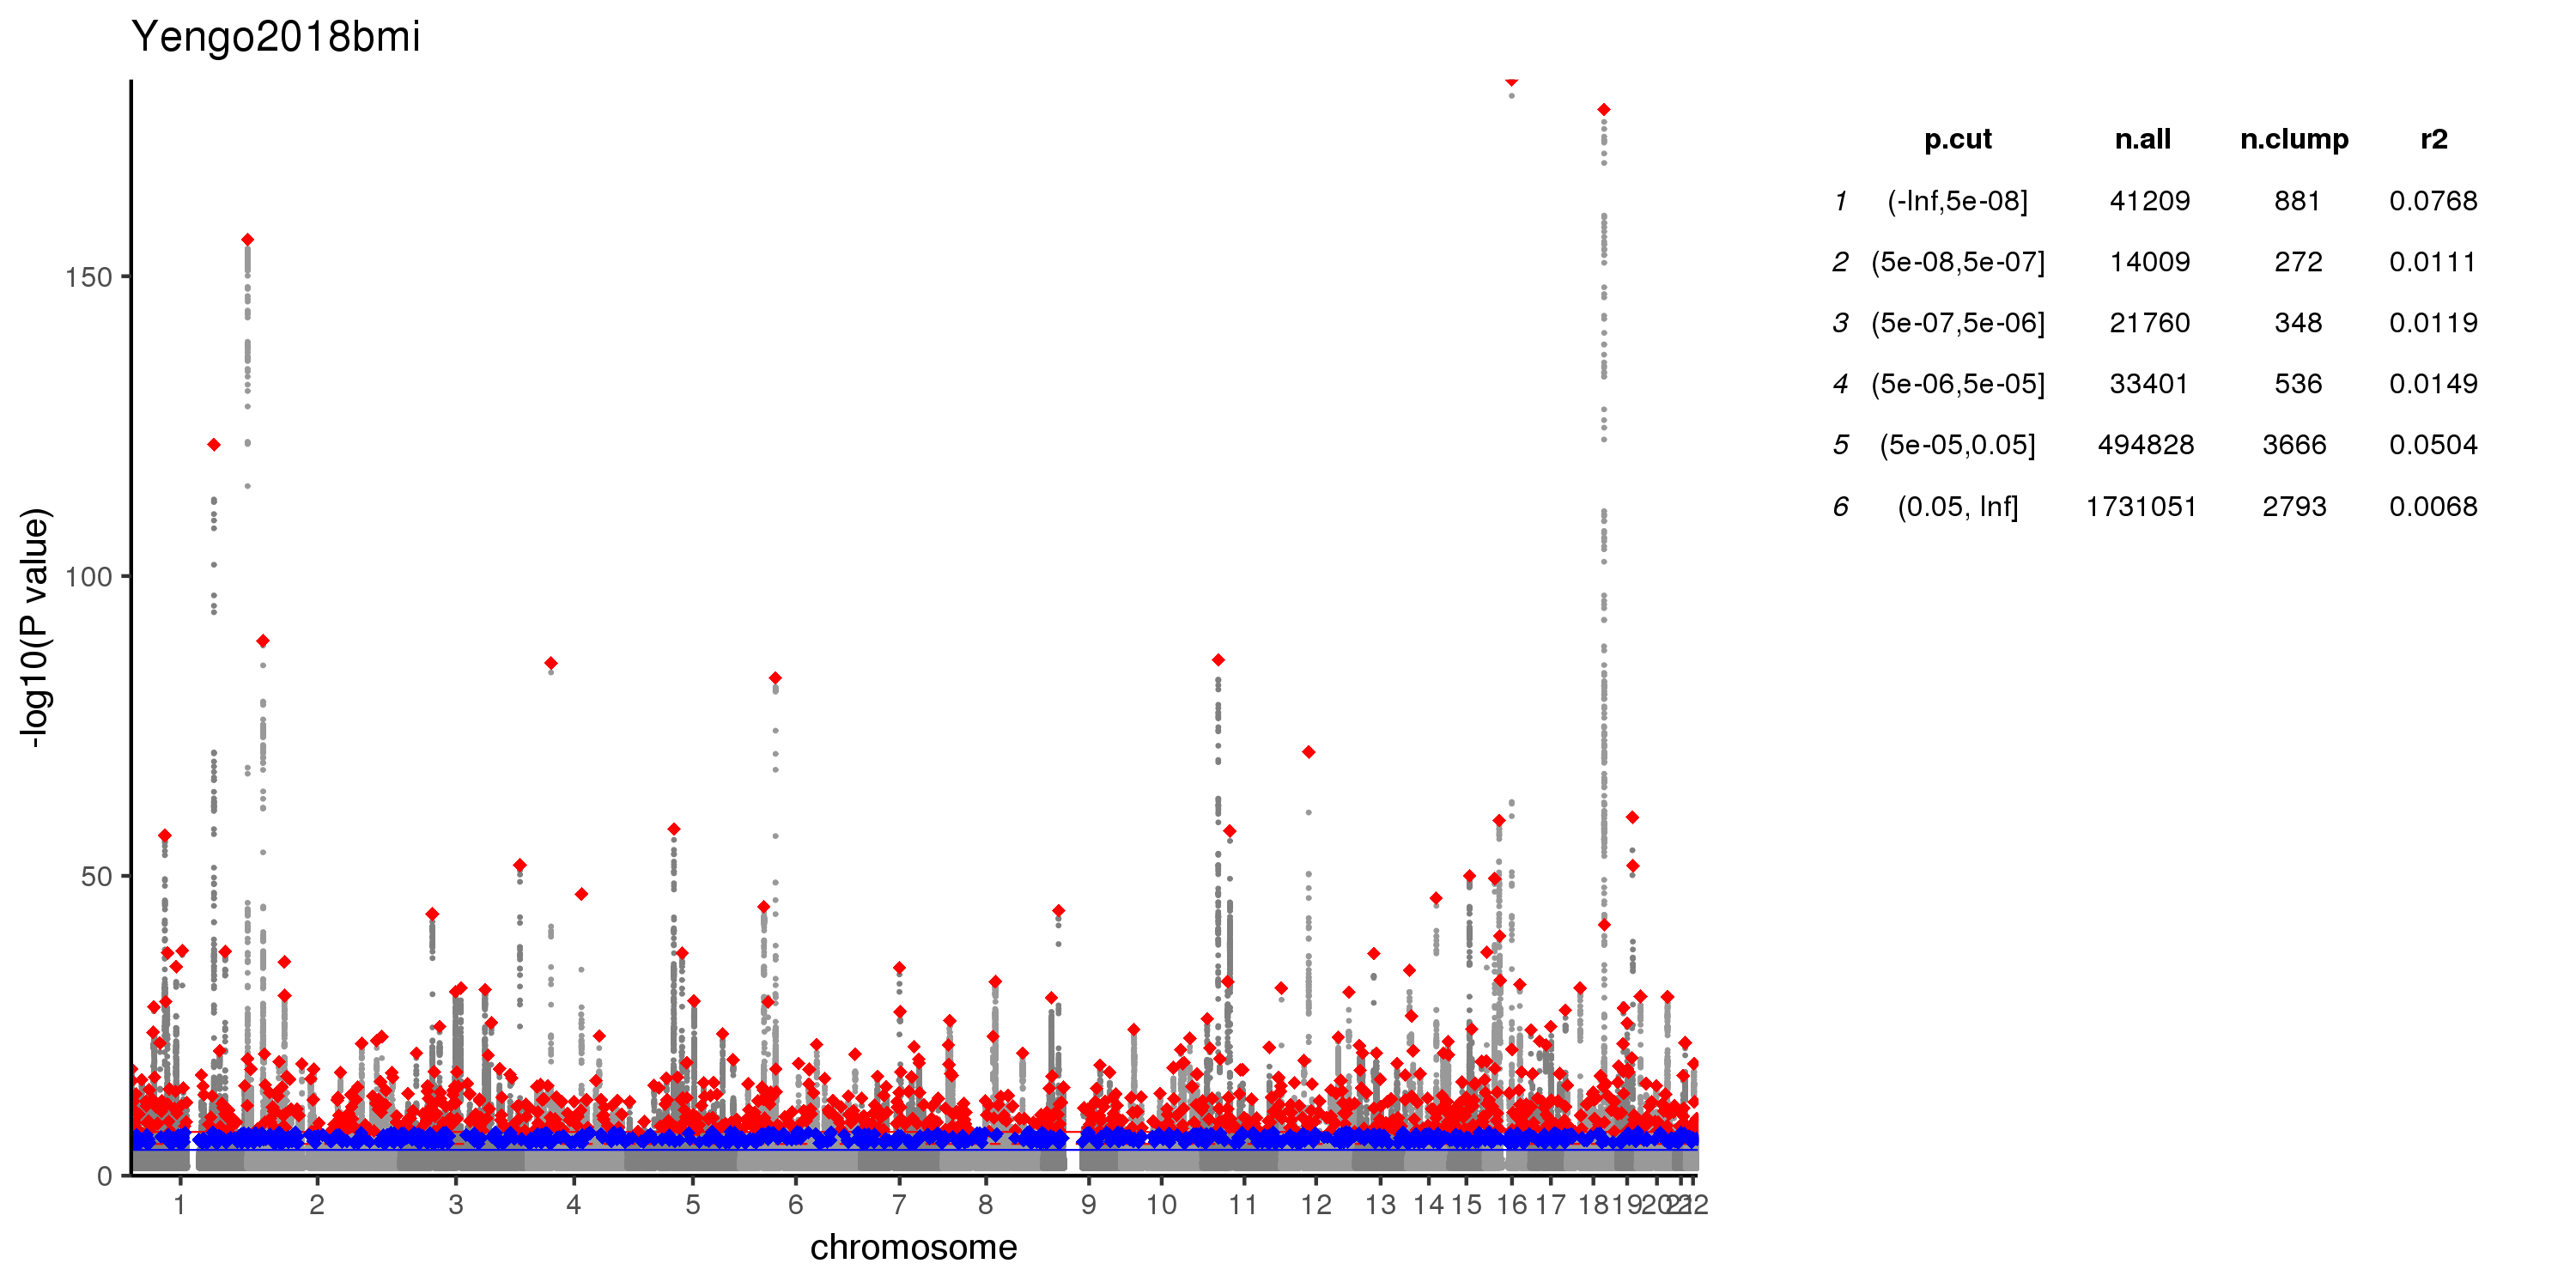 Yengo2018bmi
-log10(P value)
150
100
50
0
1 2 3 4 5 6 7 8 9 10 11 12 13 14 15 16 17 18 19 20 21 22
chromosome
p.cut n.all n.clump r2
1 (-Inf,5e-08] 41209 881 0.0768
2 (5e-08,5e-07] 14009 272 0.0111
3 (5e-07,5e-06] 21760 348 0.0119
4 (5e-06,5e-05] 33401 536 0.0149
5 (5e-05,0.05] 494828 3666 0.0504
6 (0.05, Inf] 1731051 2793 0.0068